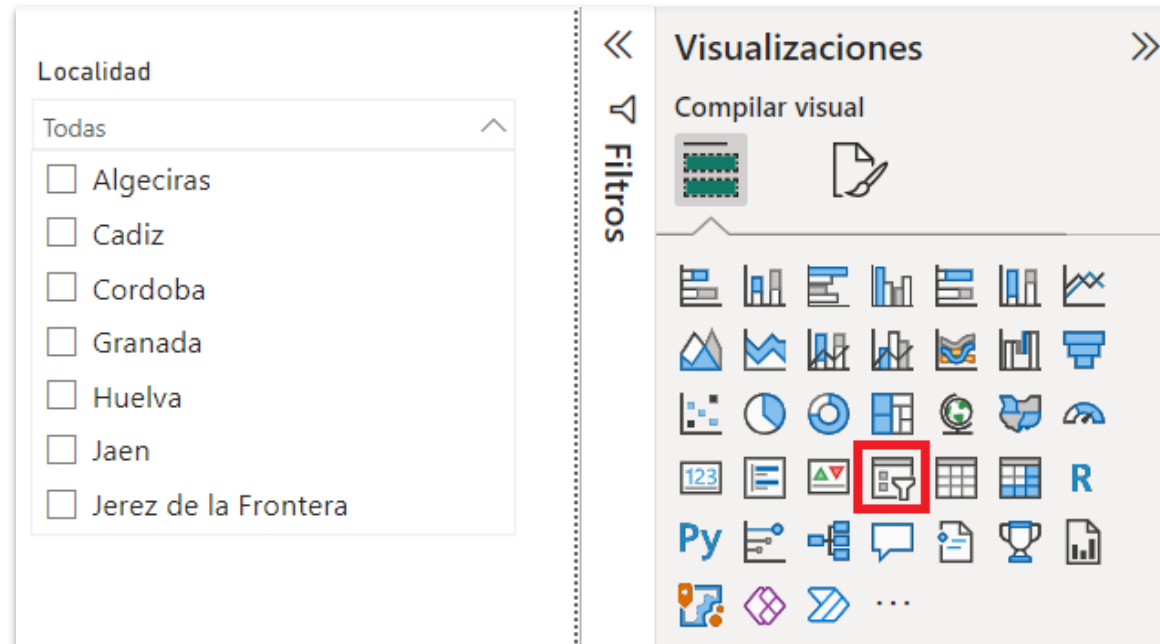 Localidad
Todas
Algeciras
Cadiz
Cordoba
Granada
Huelva
Jaen
Jerez de la Frontera
Filtros
Visualizaciones
Compilar visual
123
R
Py